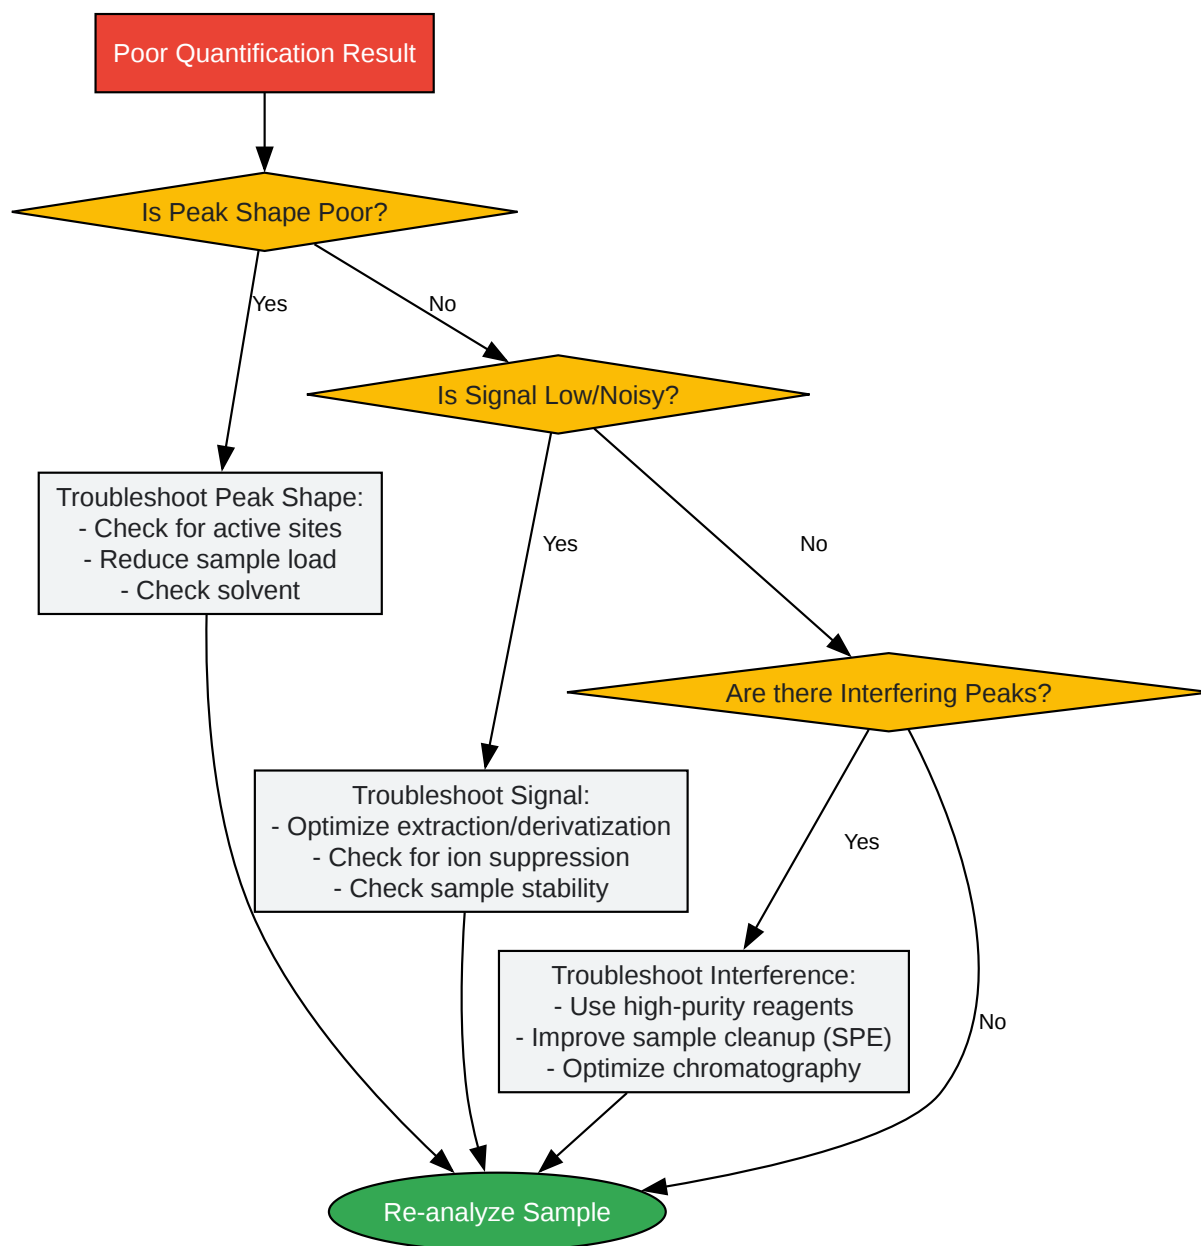 Poor Quantification Result
Is Peak Shape Poor?
Yes
No
Is Signal Low/Noisy?
Troubleshoot Peak Shape:
- Check for active sites
- Reduce sample load
- Check solvent
Yes
No
Are there Interfering Peaks?
Troubleshoot Signal:
- Optimize extraction/derivatization
- Check for ion suppression
- Check sample stability
Yes
No
Troubleshoot Interference:
- Use high-purity reagents
- Improve sample cleanup (SPE)
- Optimize chromatography
Re-analyze Sample